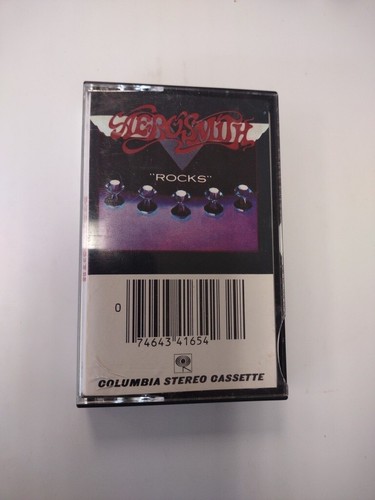 AEROSMITH
"ROCKS"
0
74643 41654
COLUMBIA STEREO CASSETTE